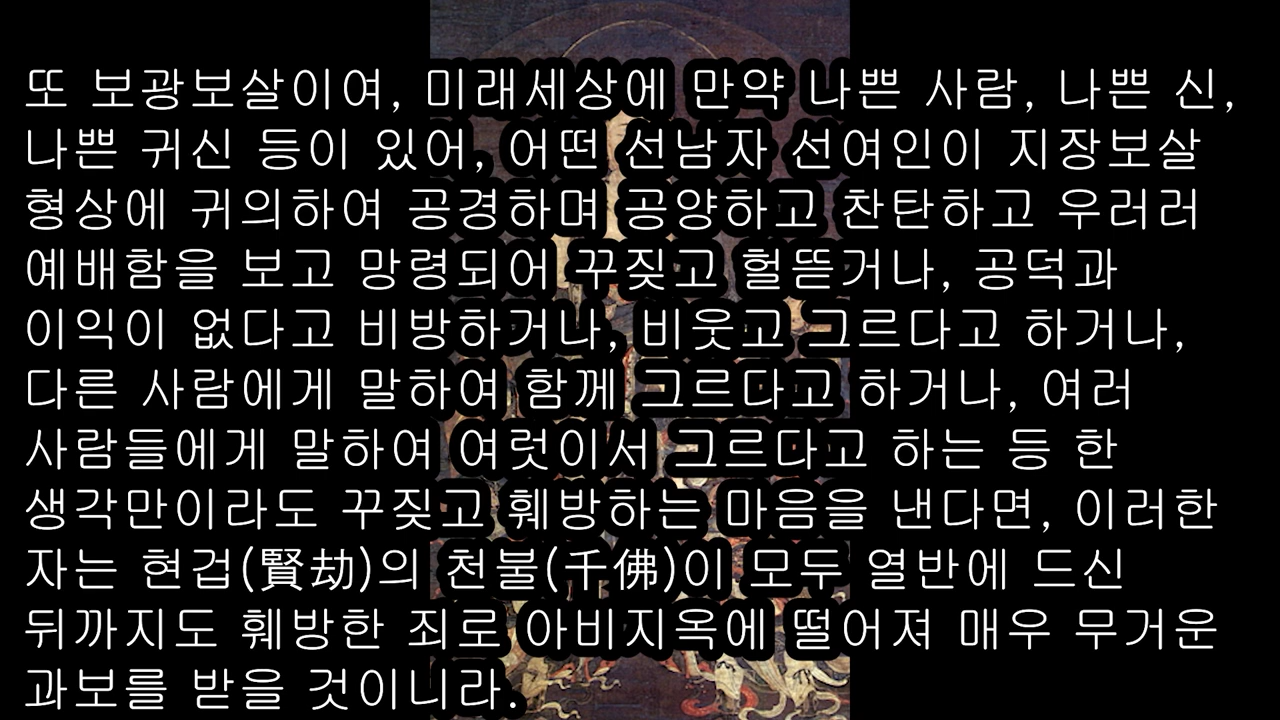 또 보광보살이여, 미래세상에 만약 나쁜 사람, 나쁜 신,
나쁜 귀신 등이 있어, 어떤 선남자 선여인이 지장보살
형상에 귀의하여 공경하며 공양하고 찬탄하고 우러러
예배함을 보고 망령되어 꾸짖고 헐뜯거나, 공덕과
이익이 없다고 비방하거나, 비웃고 그르다고 하거나,
다른 사람에게 말하여 함께 그르다고 하거나, 여러
사람들에게 말하여 여럿이서 그르다고 하는 등 한
생각만이라도 꾸짖고 훼방하는 마음을 낸다면, 이러한
자는 현겁(賢劫)의 천불(千佛)이 모두 열반에 드신
뒤까지도 훼방한 죄로 아비지옥에 떨어져 매우 무거운
과보를 받을 것이니라.